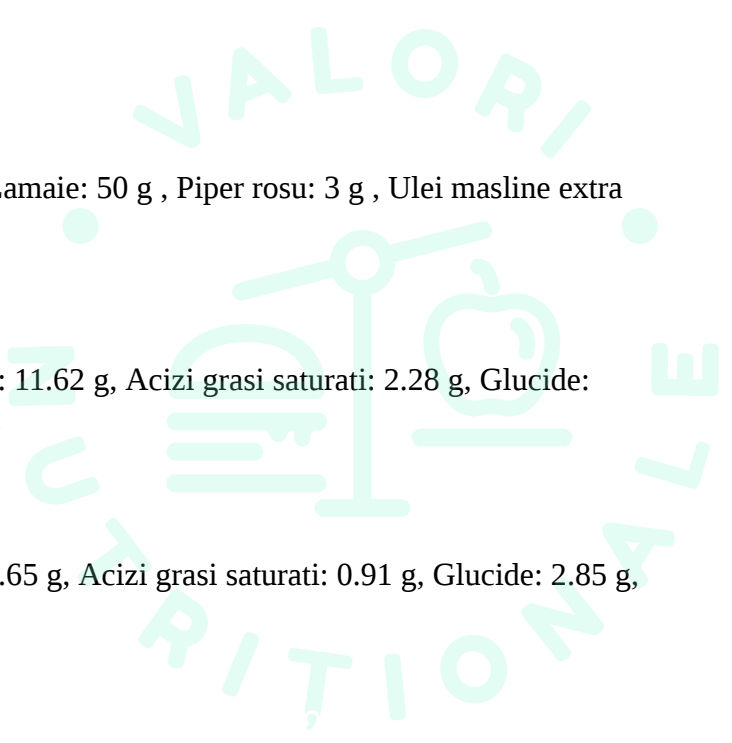 VALORI
amaie: 50 g , Piper rosu: 3 g , Ulei masline extra
: 11.62 g, Acizi grasi saturati: 2.28 g, Glucide:
.65 g, Acizi grasi saturati: 0.91 g, Glucide: 2.85 g,
NUTRITIONALE